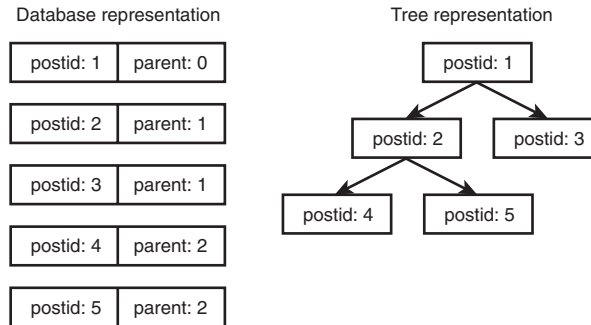 Database representation
Tree representation
postid: 1 parent: 0
postid: 2 parent: 1
postid: 3 parent: 1
postid: 4 parent: 2
postid: 5 parent: 2
postid: 1
postid: 2 postid: 3
postid: 4 postid: 5